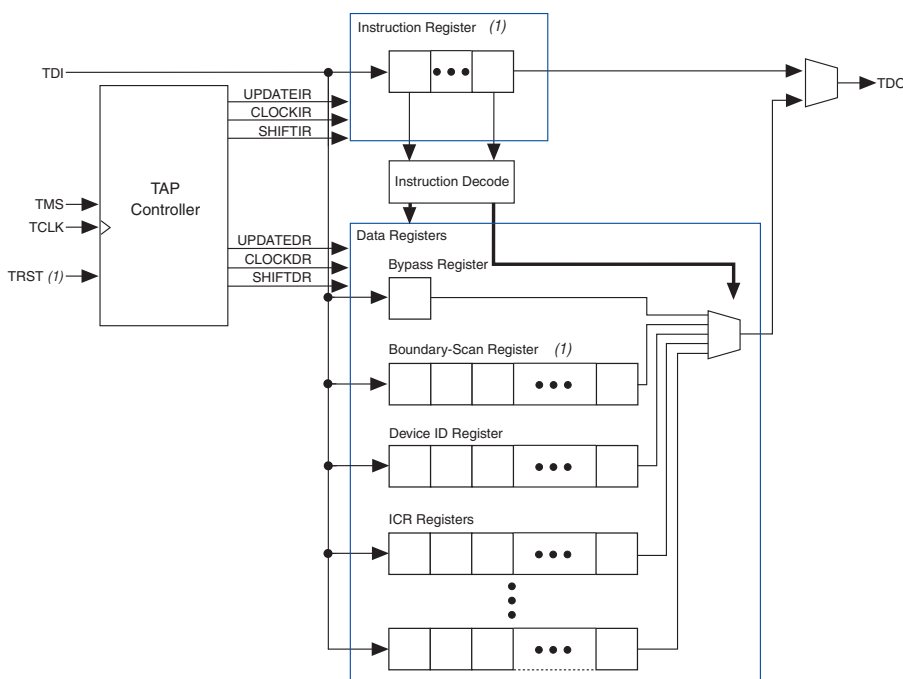 Instruction Register (1)
TDI
TDO
UPDATEIR
CLOCKIR
SHIFTIR
TAP
Controller
Instruction Decode
TMS
TCLK
TRST (1)
UPDATEDR
CLOCKDR
SHIFTDR
Data Registers
Bypass Register
Boundary-Scan Register (1)
Device ID Register
ICR Registers